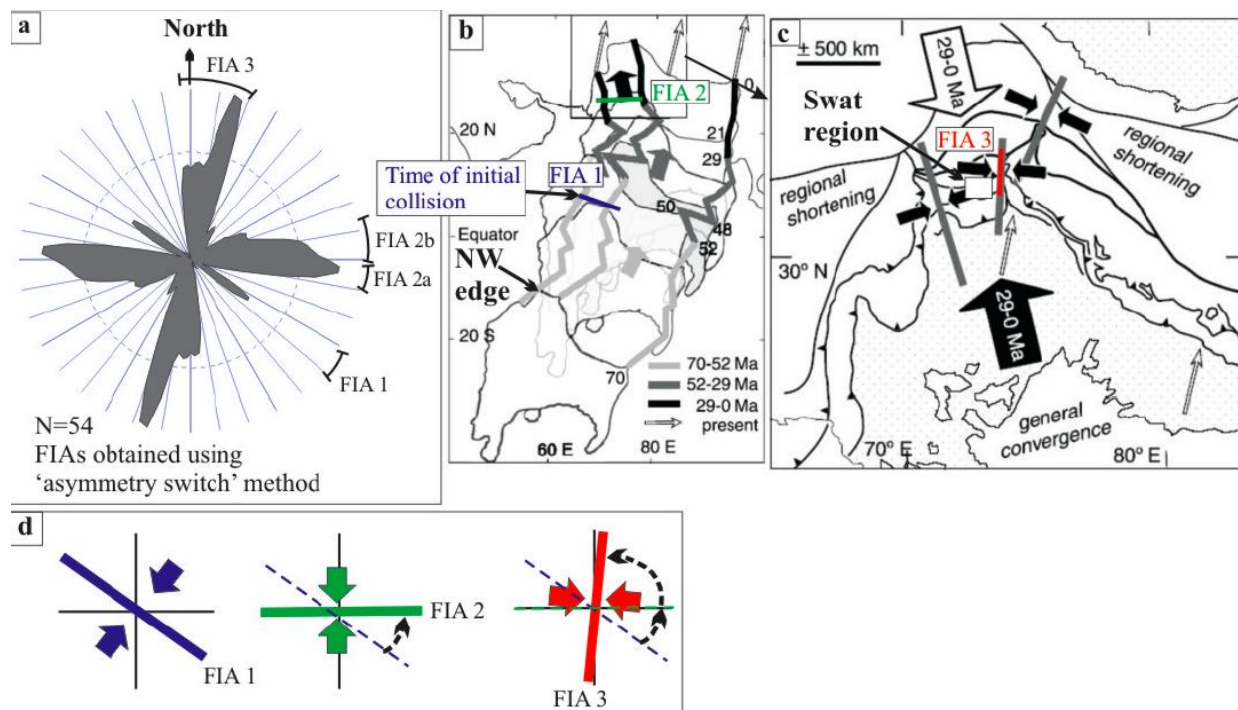 a
North
FIA 3
FIA 2b
FIA 2a
FIA 1
N=54
FIAs obtained using
‘asymmetry switch’ method
b
FIA 2
0
20 N
21
29
Time of initial
collision
FIA 1
50
Equator
48
52
NW
edge
20 S
70
70-52 Ma
52-29 Ma
29-0 Ma
present
60 E
80 E
c
± 500 km
29-0 Ma
Swat
region
FIA 3
regional
shortening
regional
shortening
30° N
29-0 Ma
general
convergence
70° E
80° E
d
FIA 1
FIA 2
FIA 3